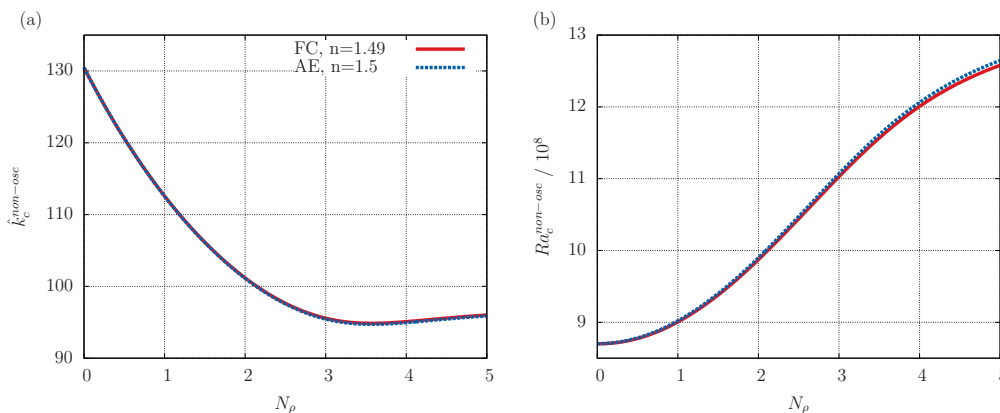 (a)
FC, n=1.49
AE, n=1.5
130
120
110
100
90
0 1 2 3 4 5
k̂_c^{non−osc}
N_ρ
(b)
13
12
11
10
9
8
0 1 2 3 4 5
Ra_c^{non−osc} / 10^8
N_ρ